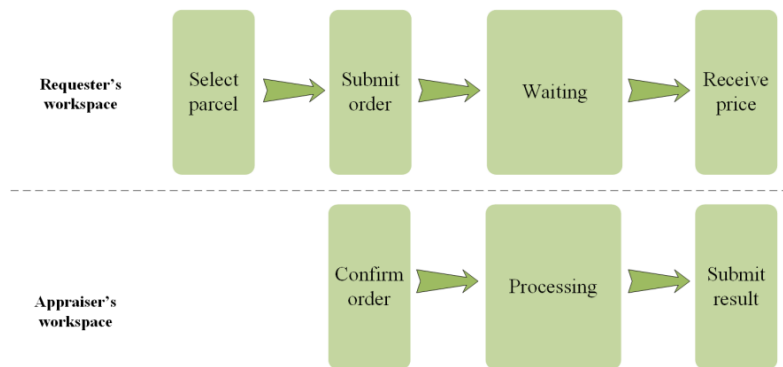 Requester’s
workspace
Select
parcel
Submit
order
Waiting
Receive
price
Appraiser’s
workspace
Confirm
order
Processing
Submit
result